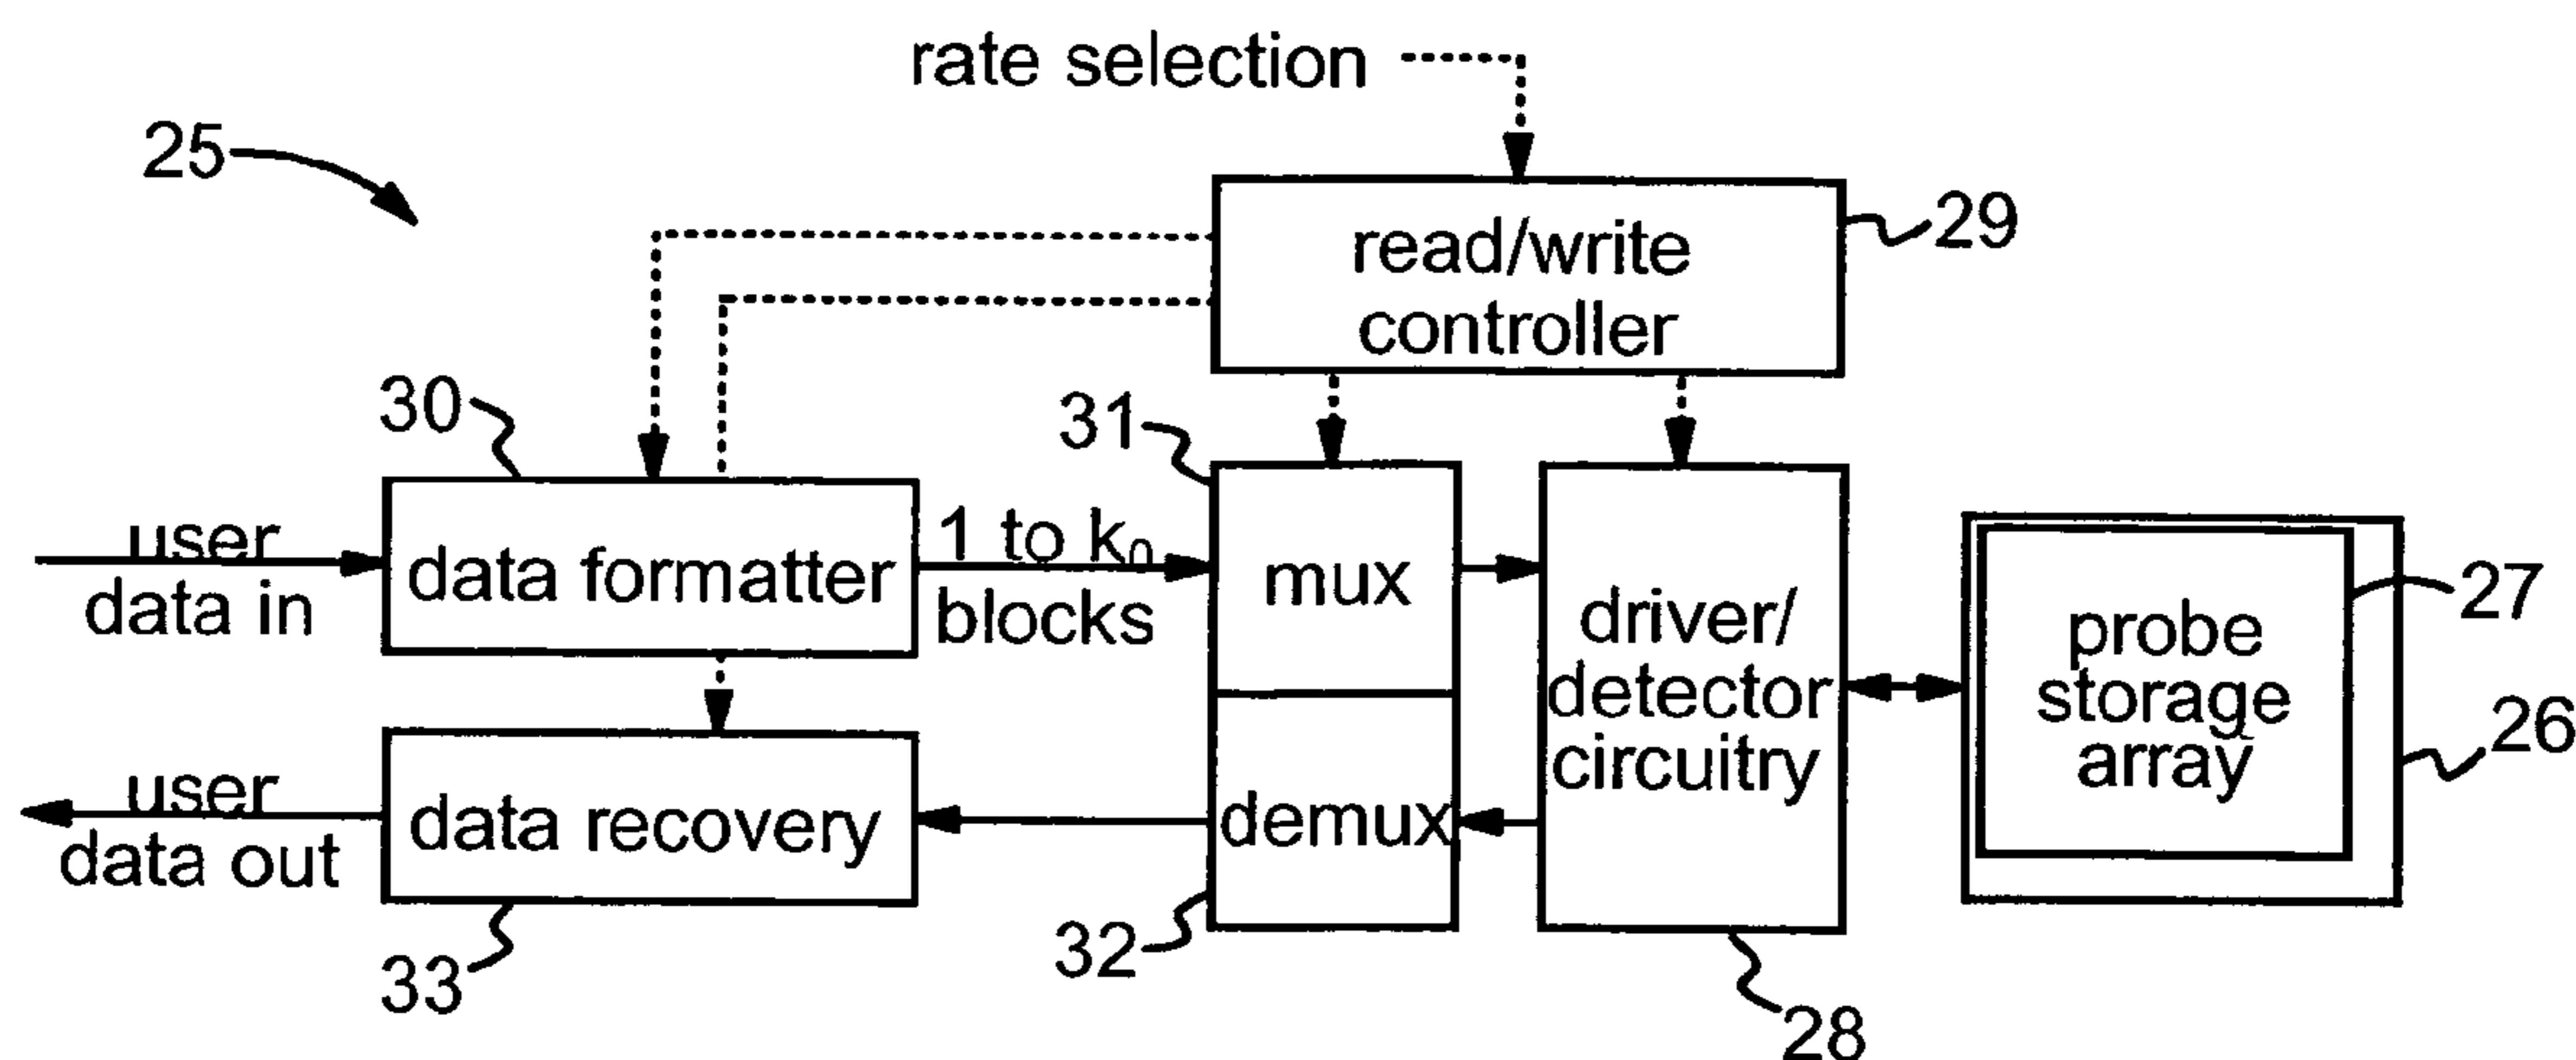 rate selection
25
read/write
controller
29
30
31
user
data in
data formatter
1 to k₀
blocks
mux
driver/
detector
circuitry
probe
storage
array
27
26
user
data out
data recovery
demux
33
32
28